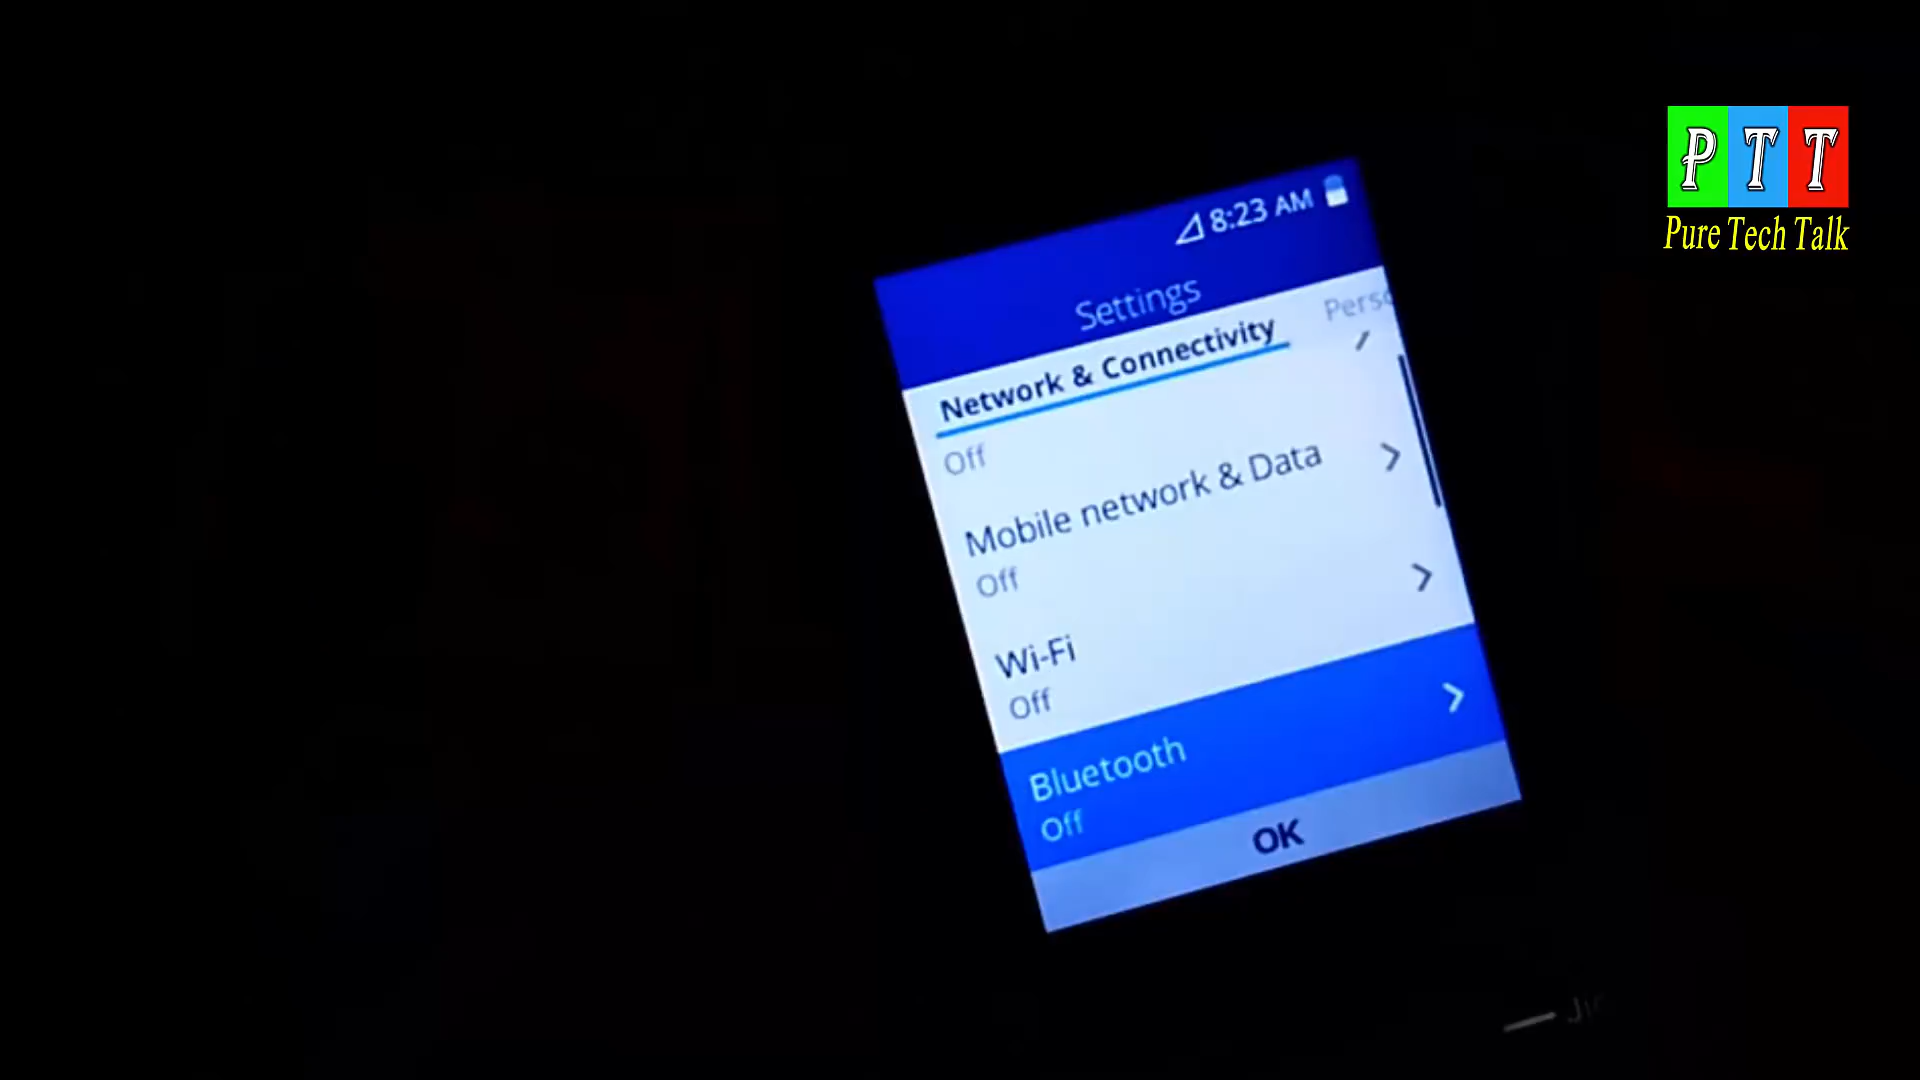 8:23 AM
Settings
Network & Connectivity
Off
Mobile network & Data
Off
Wi-Fi
Off
Bluetooth
Off
OK
P T T
Pure Tech Talk